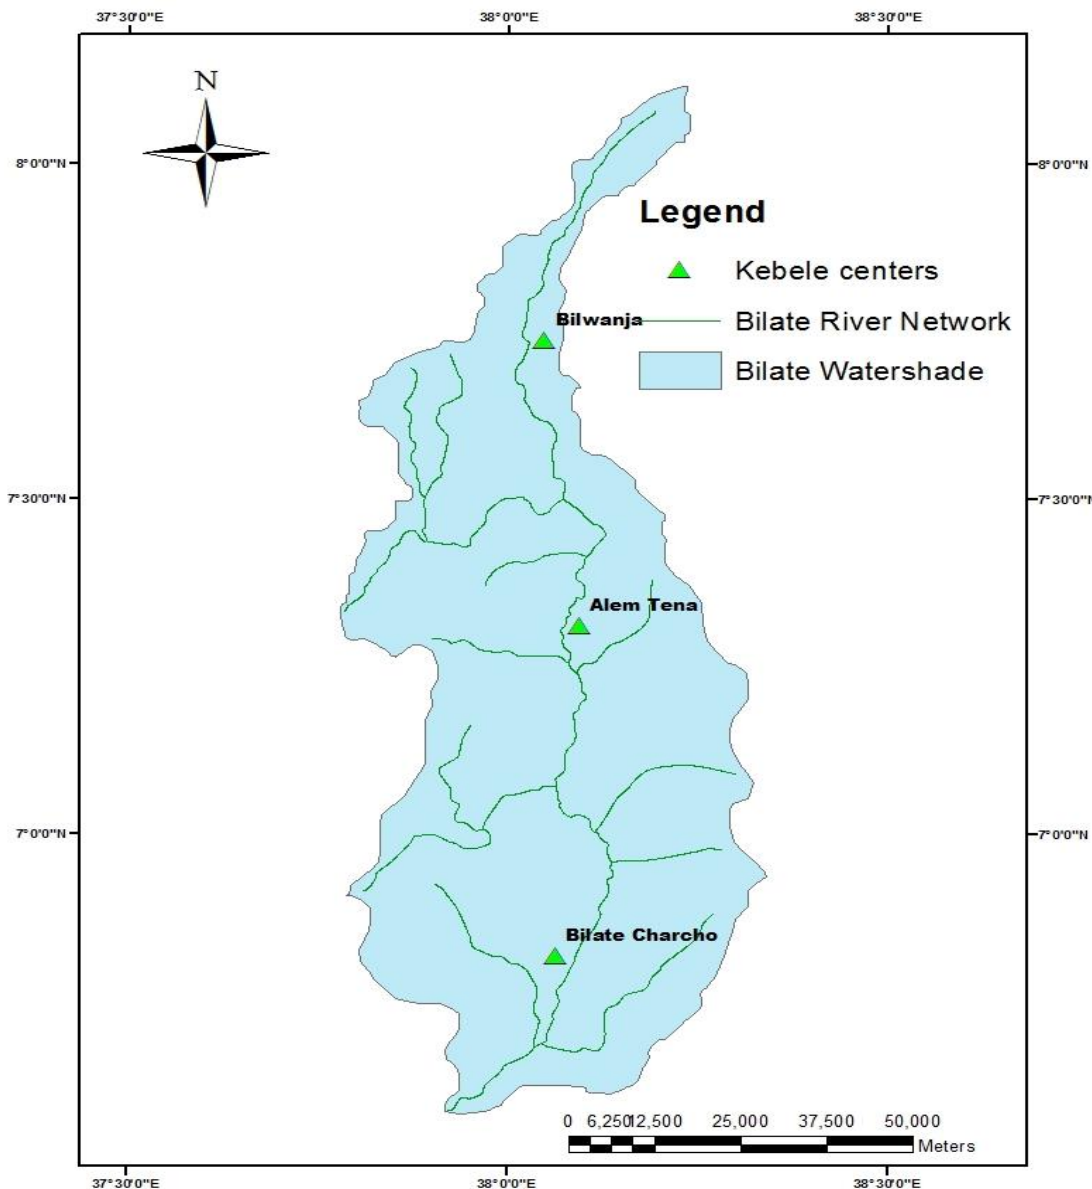 37°30'0"E 38°0'0"E 38°30'0"E
N
8°0'0"N 8°0'0"N
Legend
Kebele centers
Bilwanja
Bilate River Network
Bilate Watershade
7°30'0"N 7°30'0"N
Alem Tena
7°0'0"N 7°0'0"N
Bilate Charcho
0 6,250 12,500 25,000 37,500 50,000
Meters
37°30'0"E 38°0'0"E 38°30'0"E